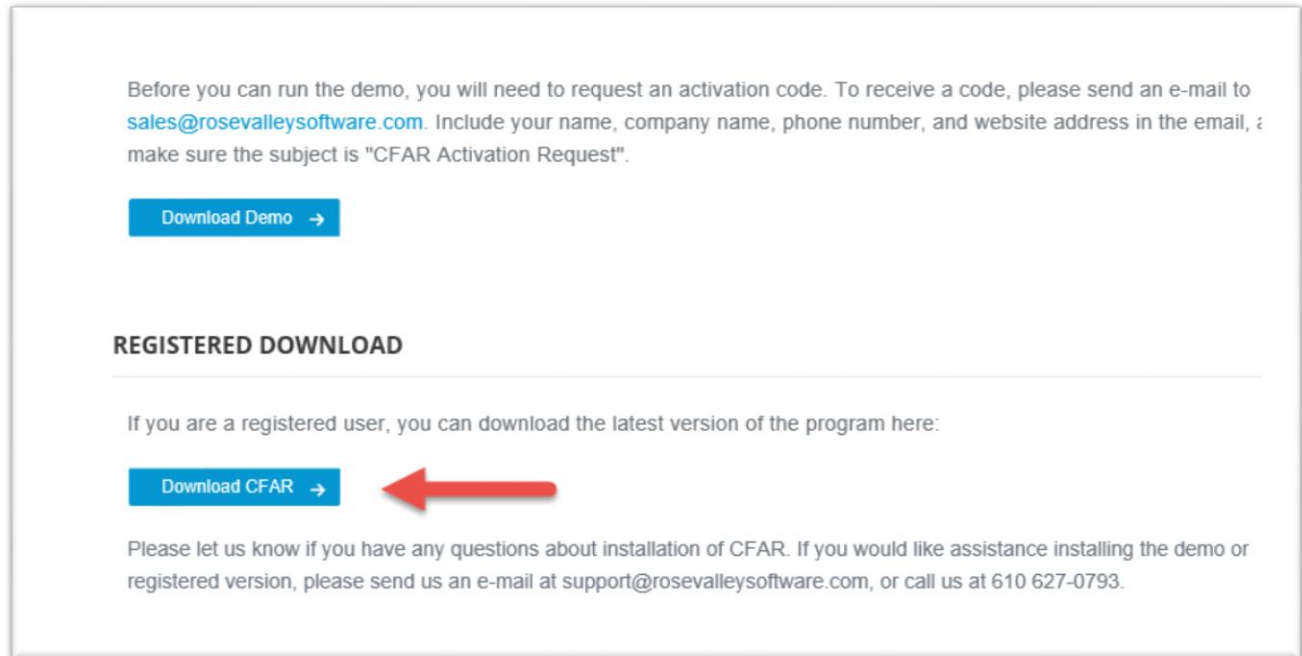 Before you can run the demo, you will need to request an activation code. To receive a code, please send an e-mail to
sales@rosevalleysoftware.com. Include your name, company name, phone number, and website address in the email,
make sure the subject is "CFAR Activation Request".
Download Demo →
REGISTERED DOWNLOAD
If you are a registered user, you can download the latest version of the program here:
Download CFAR →
Please let us know if you have any questions about installation of CFAR. If you would like assistance installing the demo or
registered version, please send us an e-mail at support@rosevalleysoftware.com, or call us at 610 627-0793.